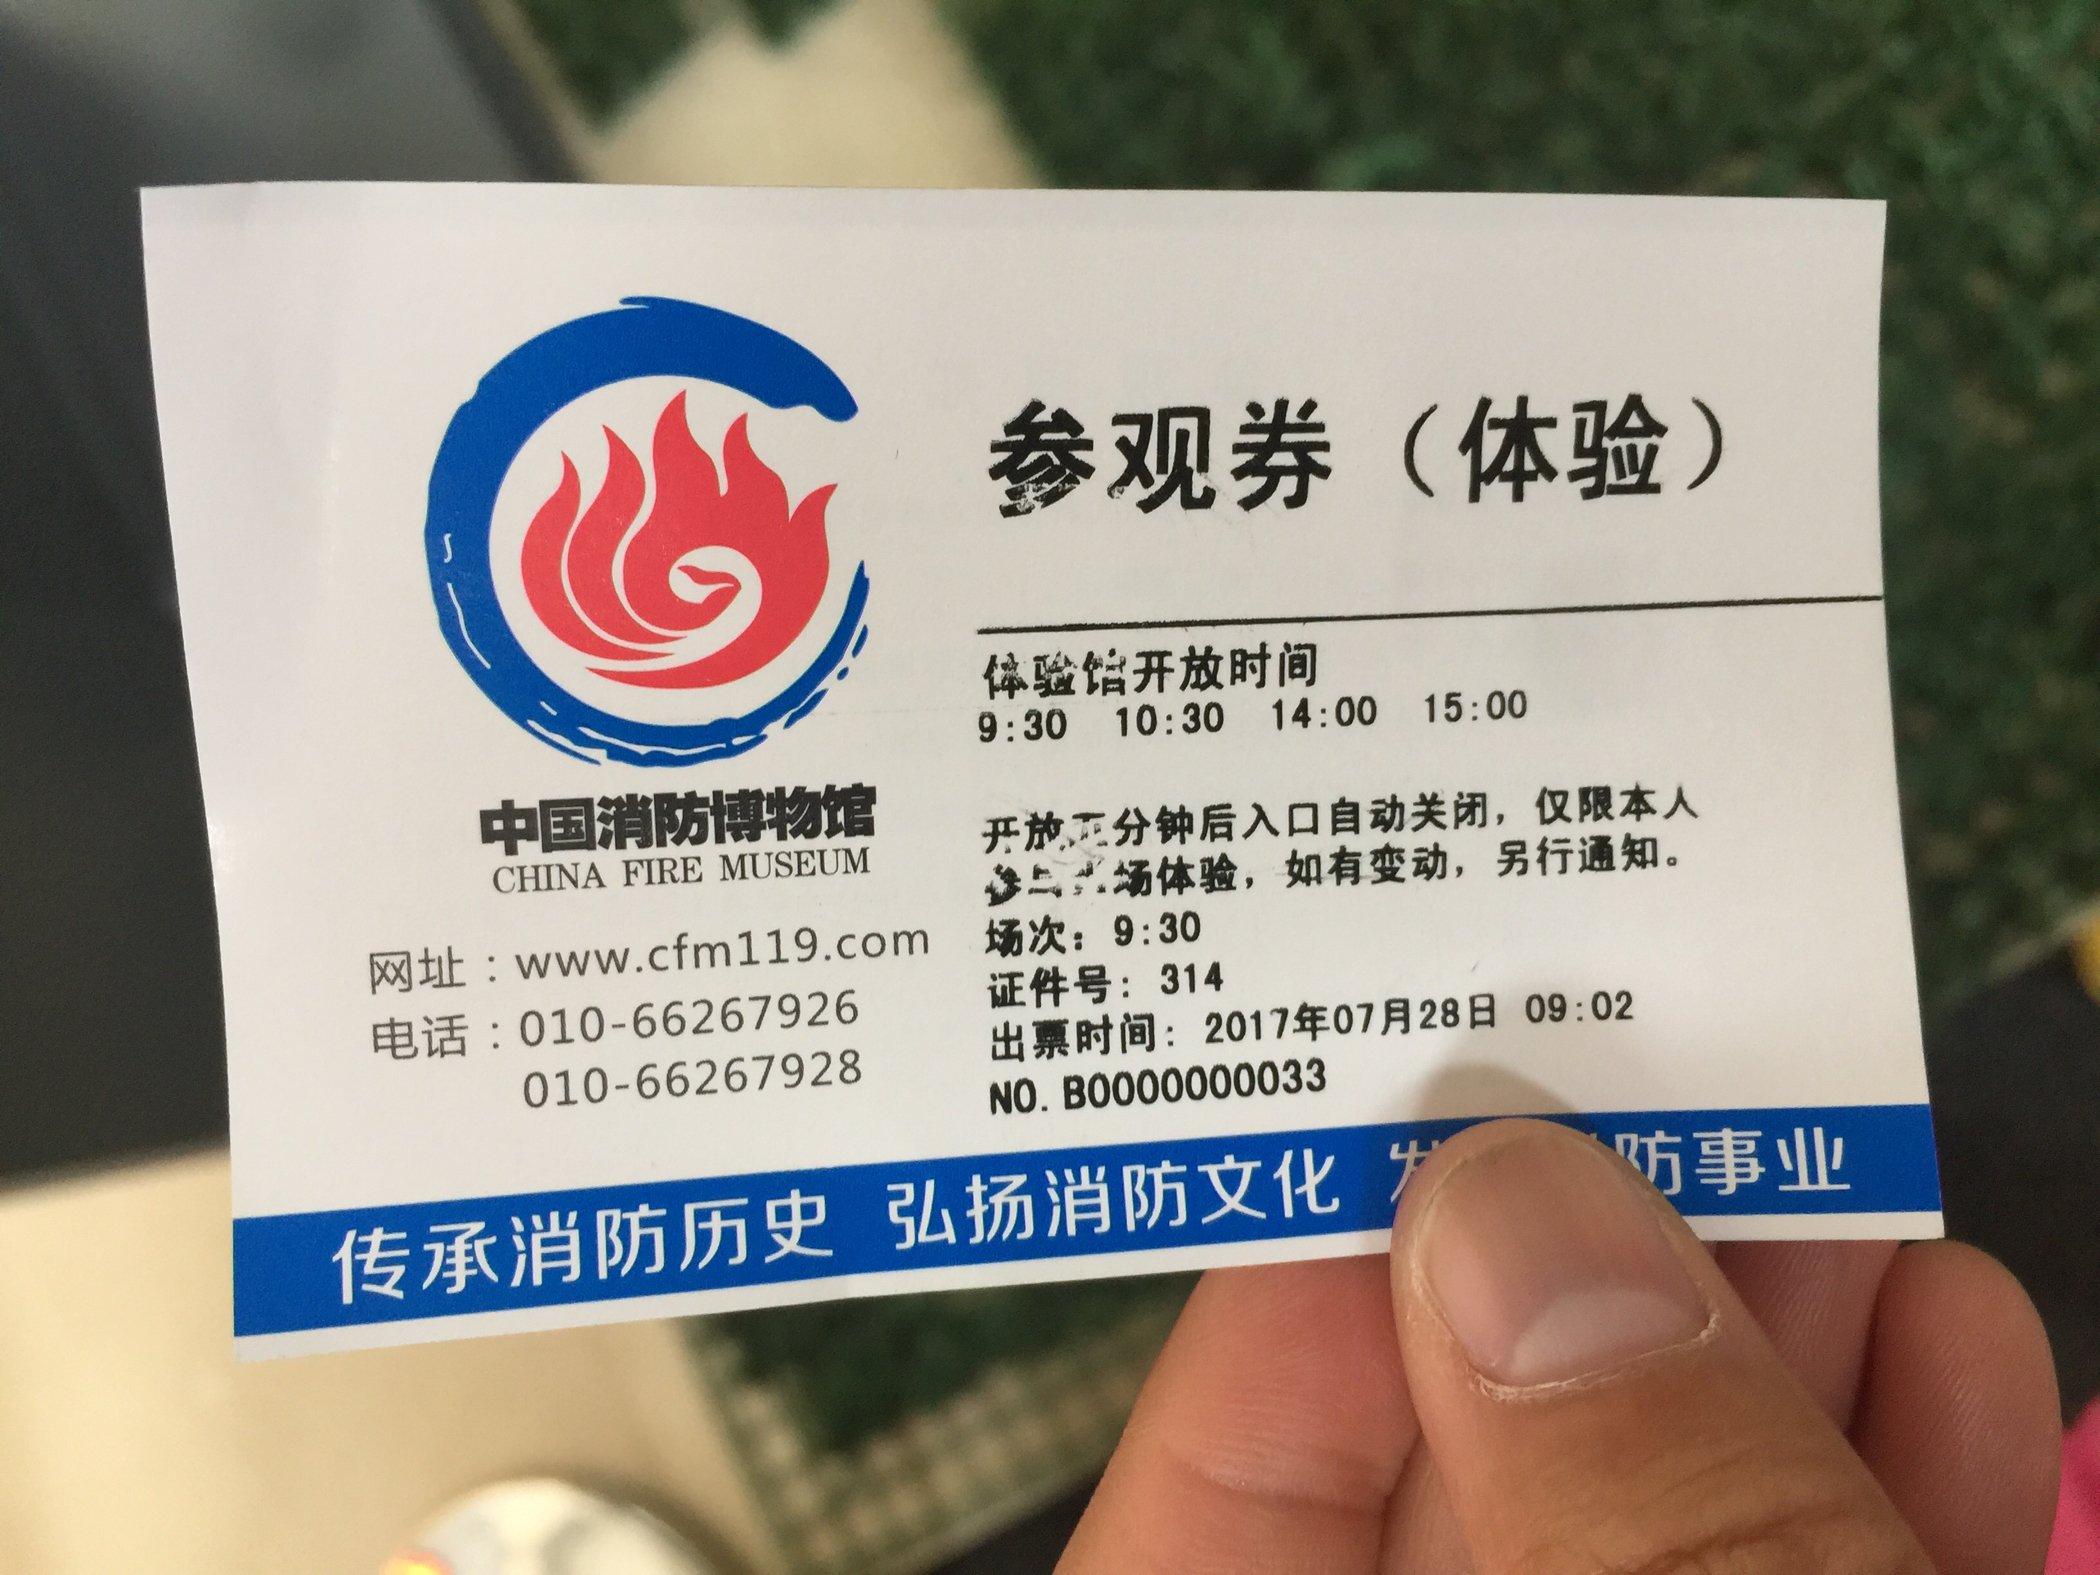 参观券（体验）
体验馆开放时间
9:30 10:30 14:00 15:00
开放五分钟后入口自动关闭，仅限本人
参与 场体验，如有变动，另行通知。
场次：9:30
证件号：314
出票时间：2017年07月28日 09:02
NO.B0000000033
中国消防博物馆
CHINA FIRE MUSEUM
网址：www.cfm119.com
电话：010-66267926
010-66267928
传承消防历史 弘扬消防文化 防事业